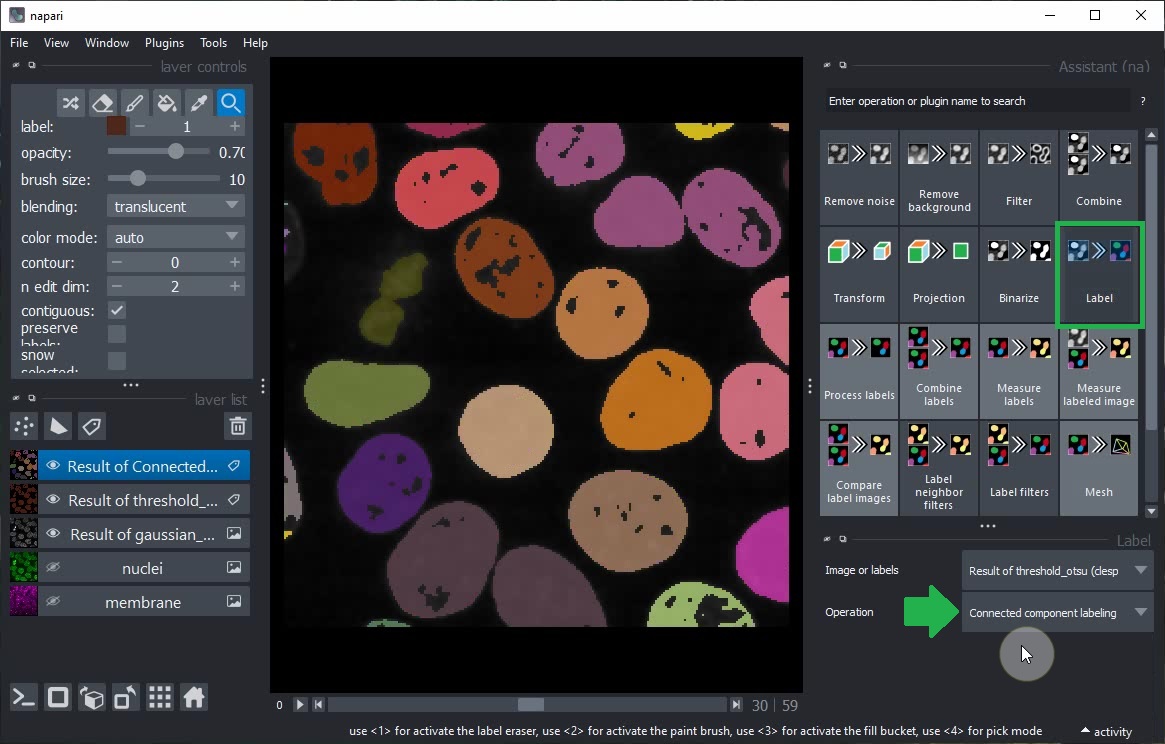 napari
File View Window Plugins Tools Help
layer controls
label: 1
opacity: 0.70
brush size: 10
blending: translucent
color mode: auto
contour: 0
n edit dim: 2
contiguous:
preserve
labels:
show
selected:
layer list
Result of Connected...
Result of threshold_...
Result of gaussian_...
nuclei
membrane
0
30 | 59
Assistant (na)
Enter operation or plugin name to search ?
Remove noise
Remove
background
Filter
Combine
Transform
Projection
Binarize
Label
Process labels
Combine
labels
Measure
labels
Measure
labeled image
Compare
label images
Label
neighbor
filters
Label filters
Mesh
Label
Image or labels Result of threshold_otsu (clesp
Operation Connected component labeling
use <1> for activate the label eraser, use <2> for activate the paint brush, use <3> for activate the fill bucket, use <4> for pick mode
activity